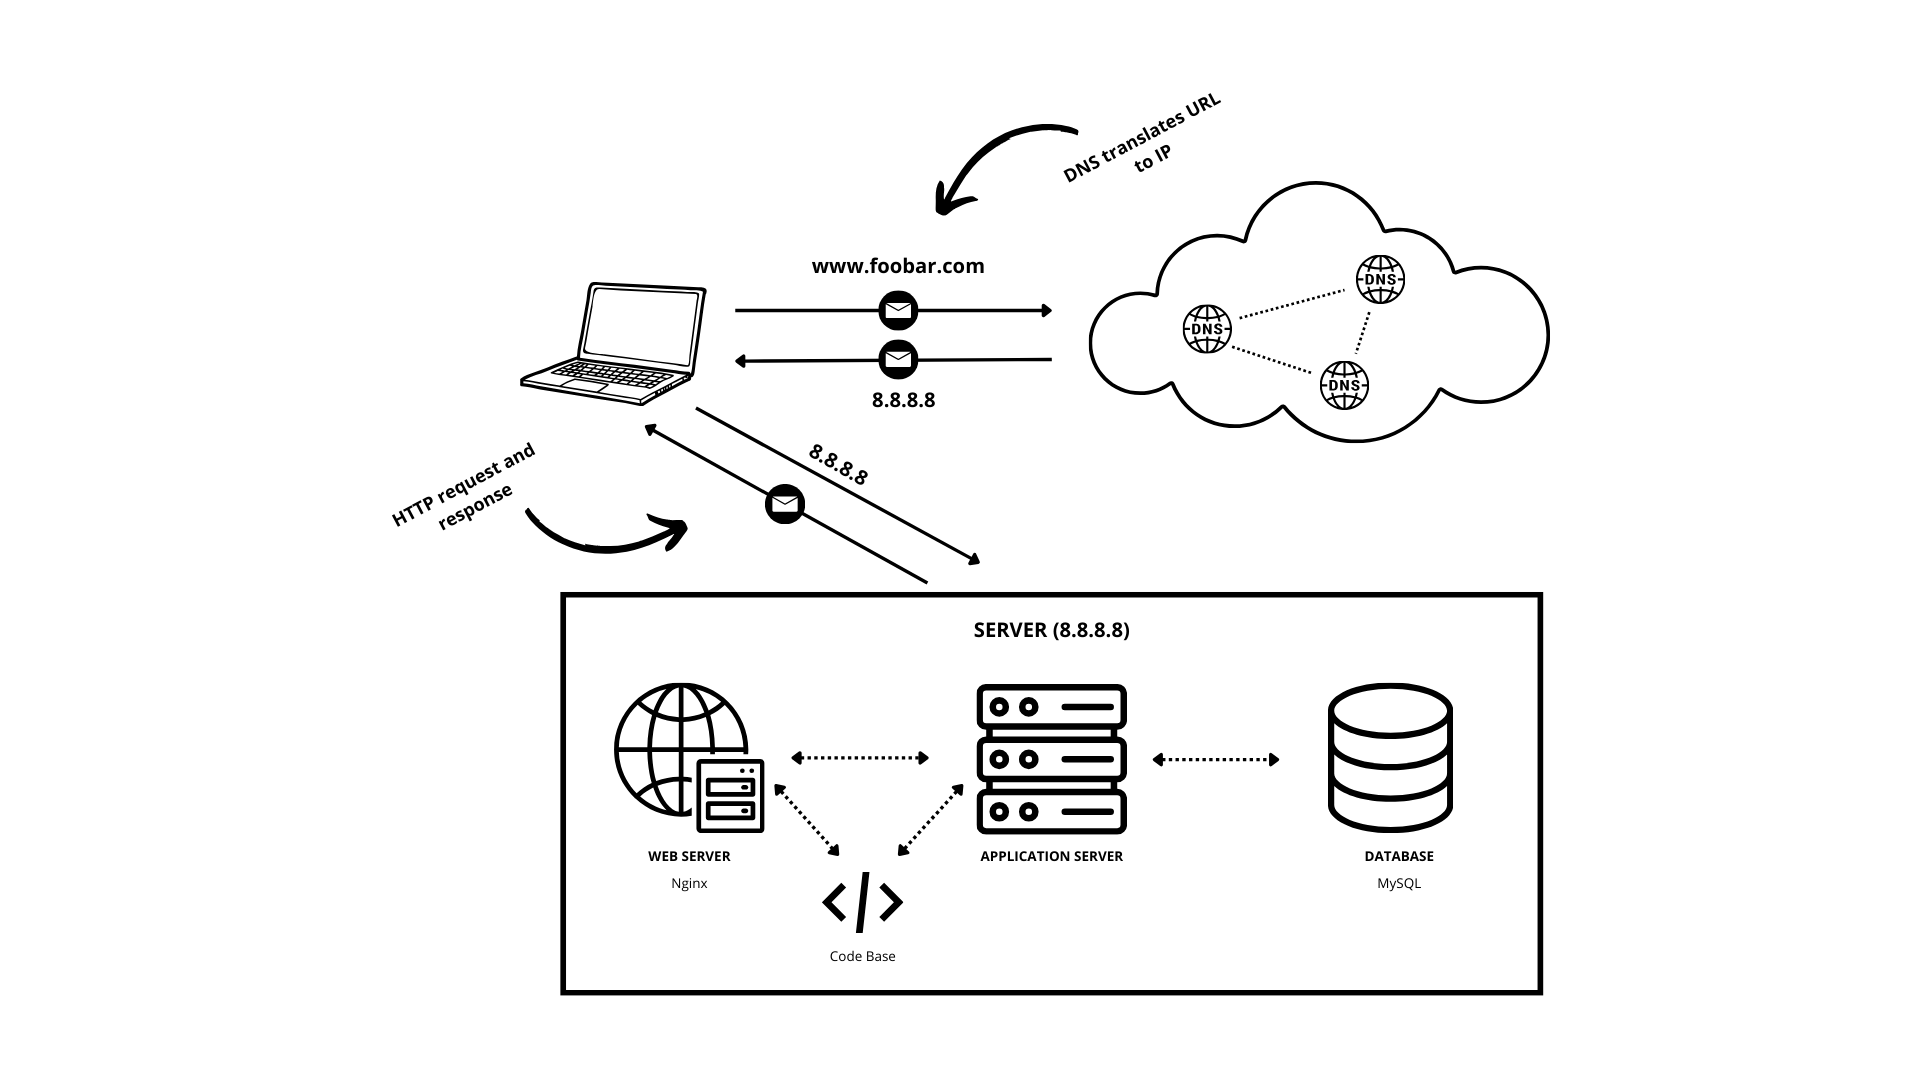 DNS translates URL
to IP
www.foobar.com
DNS
DNS
DNS
8.8.8.8
8.8.8.8
HTTP request and
response
SERVER (8.8.8.8)
WEB SERVER
Nginx
APPLICATION SERVER
DATABASE
MySQL
Code Base